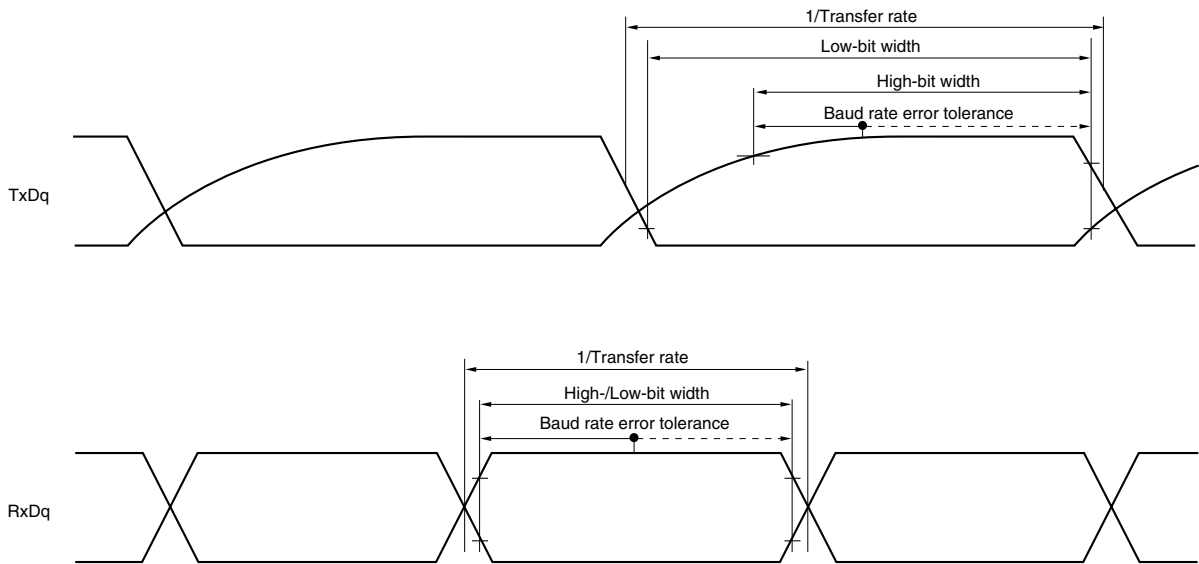 1/Transfer rate
Low-bit width
High-bit width
Baud rate error tolerance
TxDq
1/Transfer rate
High-/Low-bit width
Baud rate error tolerance
RxDq